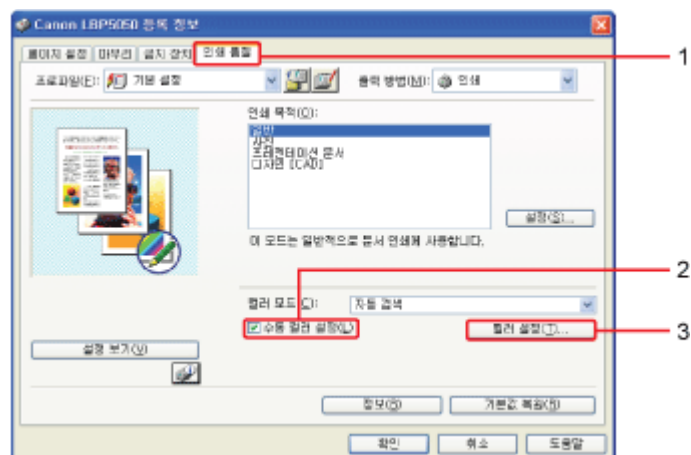 Canon LBP5050 등록 정보
페이지 설정 마무리 급지 장치 인쇄 품질
1
프로파일(F): 기본 설정 출력 방법(M): 인쇄
인쇄 목적(O):
일반
사진
프레젠테이션 문서
디자인 [CAD]
설정(S)...
이 모드는 일반적으로 문서 인쇄에 사용합니다.
2
컬러 모드(C): 자동 검색
수동 컬러 설정(L)
컬러 설정(T)...
3
설정 보기(V)
정보(B) 기본값 복원(R)
확인 취소 도움말